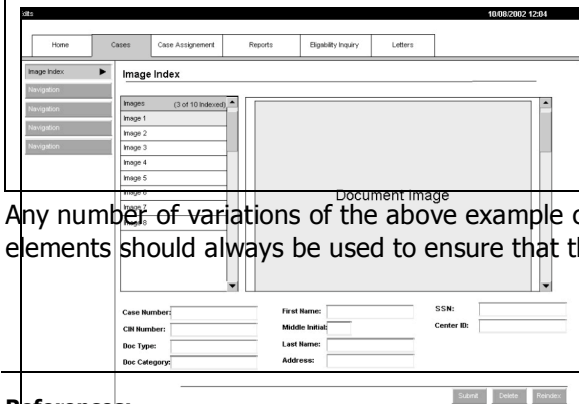 dits 10/08/2002 12:04
Home Cases Case Assignement Reports Eligability Inquiry Letters
Image Index
Navigation
Navigation
Navigation
Navigation
Image Index
Images (3 of 10 Indexed)
Image 1
Image 2
Image 3
Image 4
Image 5
Image 6
Image 7
Image 8
Document Image
Any number of variations of the above example
elements should always be used to ensure that
Case Number:
CIN Number:
Doc Type:
Doc Category:
First Name:
Middle Initial:
Last Name:
Address:
SSN:
Center ID:
References:
Submit Delete Reindex